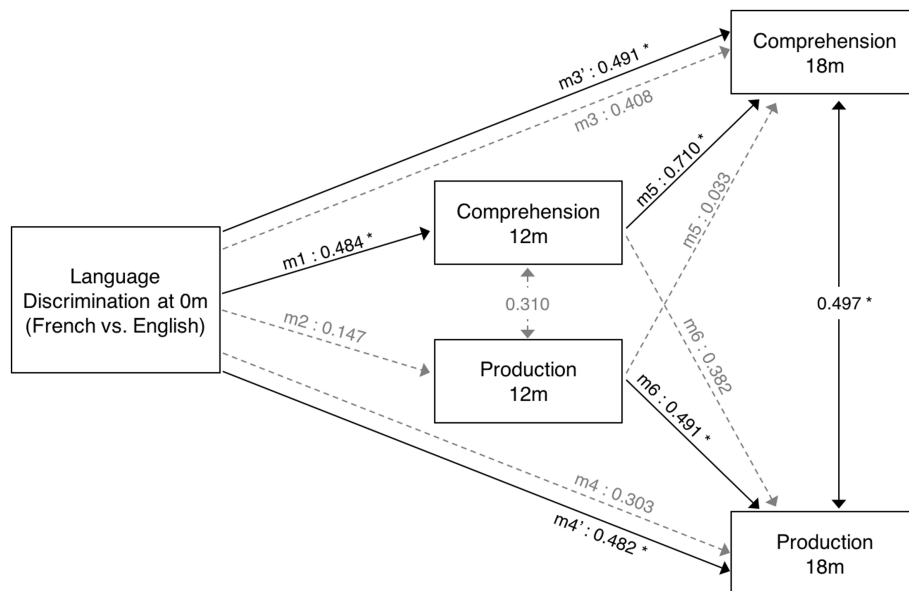 Comprehension
18m
m3' : 0.491 *
m3 : 0.408
m5 : 0.710 *
m5 : 0.033
Comprehension
12m
m1 : 0.484 *
Language
Discrimination at 0m
(French vs. English)
0.310
0.497 *
m2 : 0.147
m6 : 0.382
Production
12m
m6 : 0.491 *
m4 : 0.303
m4' : 0.482 *
Production
18m